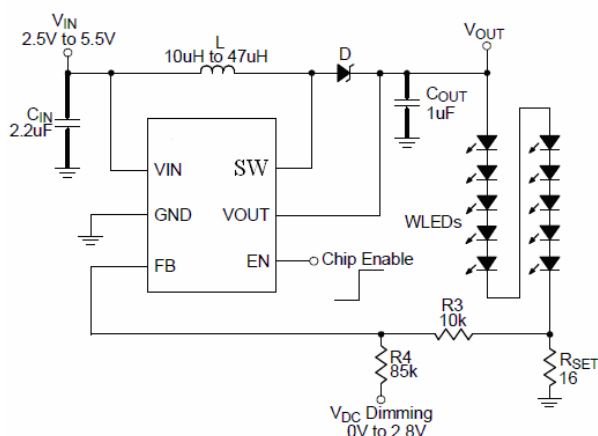 VIN
2.5V to 5.5V
L
10uH to 47uH
D
VOUT
CIN
2.2uF
COUT
1uF
VIN
SW
GND
VOUT
WLEDs
FB
EN
Chip Enable
R3
10k
R4
85k
RSET
16
VDC Dimming
0V to 2.8V